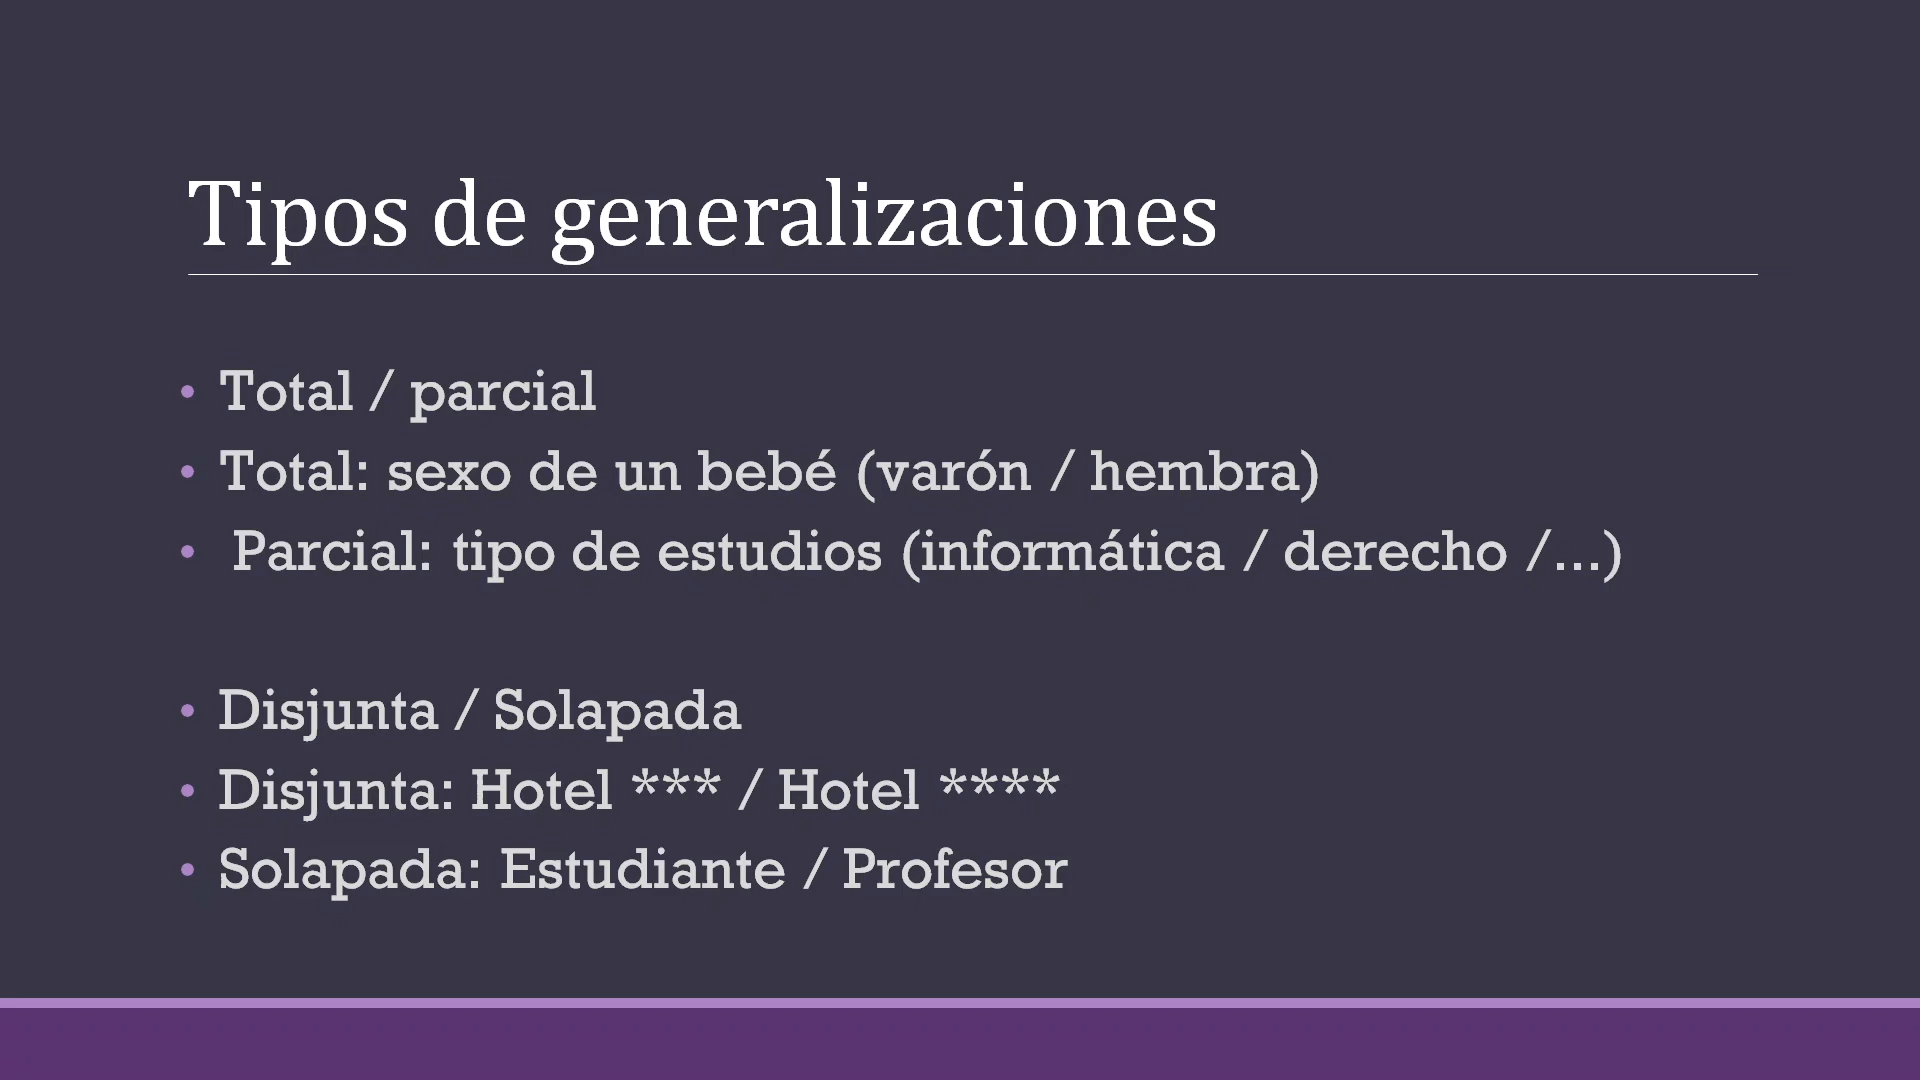 Tipos de generalizaciones
• Total / parcial
• Total: sexo de un bebé (varón / hembra)
• Parcial: tipo de estudios (informática / derecho /...)
• Disjunta / Solapada
• Disjunta: Hotel *** / Hotel ****
• Solapada: Estudiante / Profesor